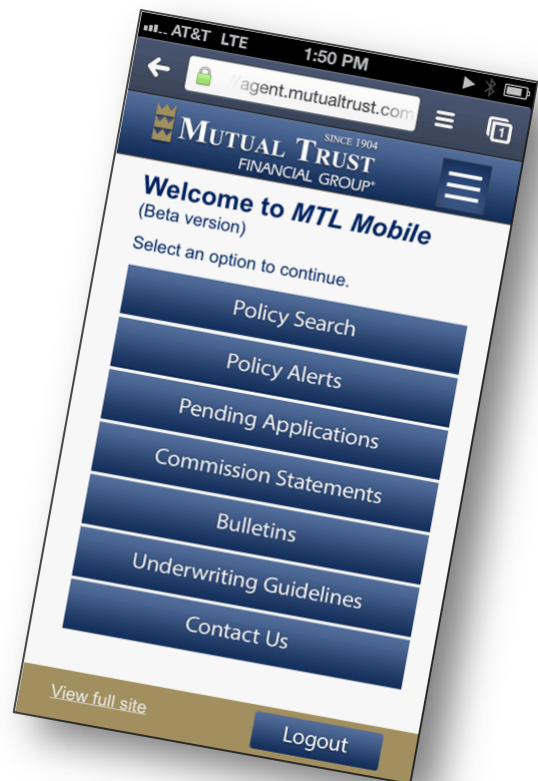 AT&T LTE 1:50 PM
//agent.mutualtrust.com
1
MUTUAL TRUST
SINCE 1904
FINANCIAL GROUP®
Welcome to MTL Mobile
(Beta version)
Select an option to continue.
Policy Search
Policy Alerts
Pending Applications
Commission Statements
Bulletins
Underwriting Guidelines
Contact Us
View full site
Logout